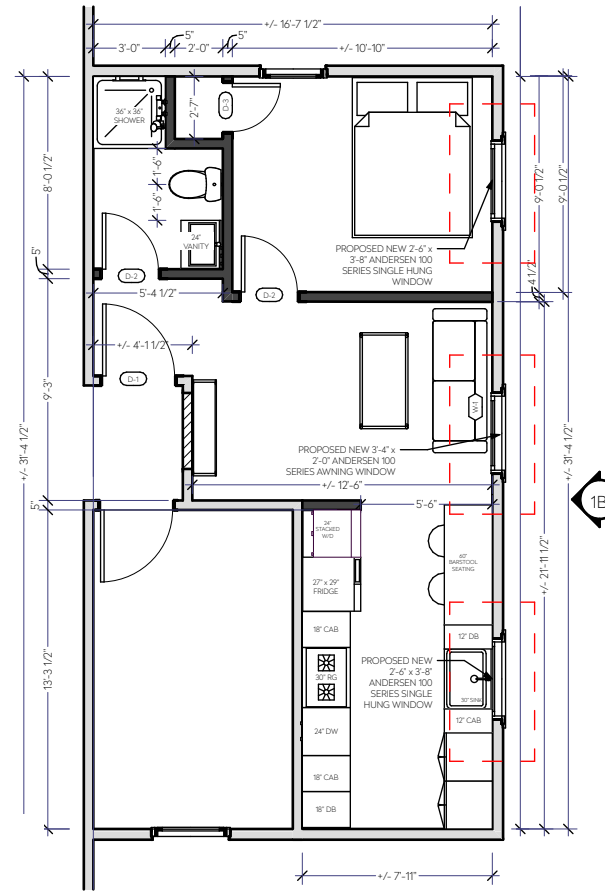 +/- 16'-7 1/2"
5"
5"
3'-0"
2'-0"
+/- 10'-10"
36" x 36"
SHOWER
2'-7"
D-3
8'-0 1/2"
1'-6"
1'-6"
24"
VANITY
9'-0 1/2"
9'-0 1/2"
PROPOSED NEW 2'-6" x
3'-8" ANDERSEN 100
SERIES SINGLE HUNG
WINDOW
5"
D-2
5'-4 1/2"
D-2
4 1/2"
+/- 4'-1 1/2"
D-1
9'-3"
W-1
+/- 31'-4 1/2"
+/- 31'-4 1/2"
PROPOSED NEW 3'-4" x
2'-0" ANDERSEN 100
SERIES AWNING WINDOW
+/- 12'-6"
5'-6"
5"
1B
24"
STACKED
W/D
60"
BARSTOOL
SEATING
+/- 21'-11 1/2"
27" x 29"
FRIDGE
18" CAB
12" DB
PROPOSED NEW
2'-6" x 3'-8"
ANDERSEN 100
SERIES SINGLE
HUNG WINDOW
30" RG
30" SINK
13'-3 1/2"
12" CAB
24" DW
18" CAB
18" DB
+/- 7'-11"